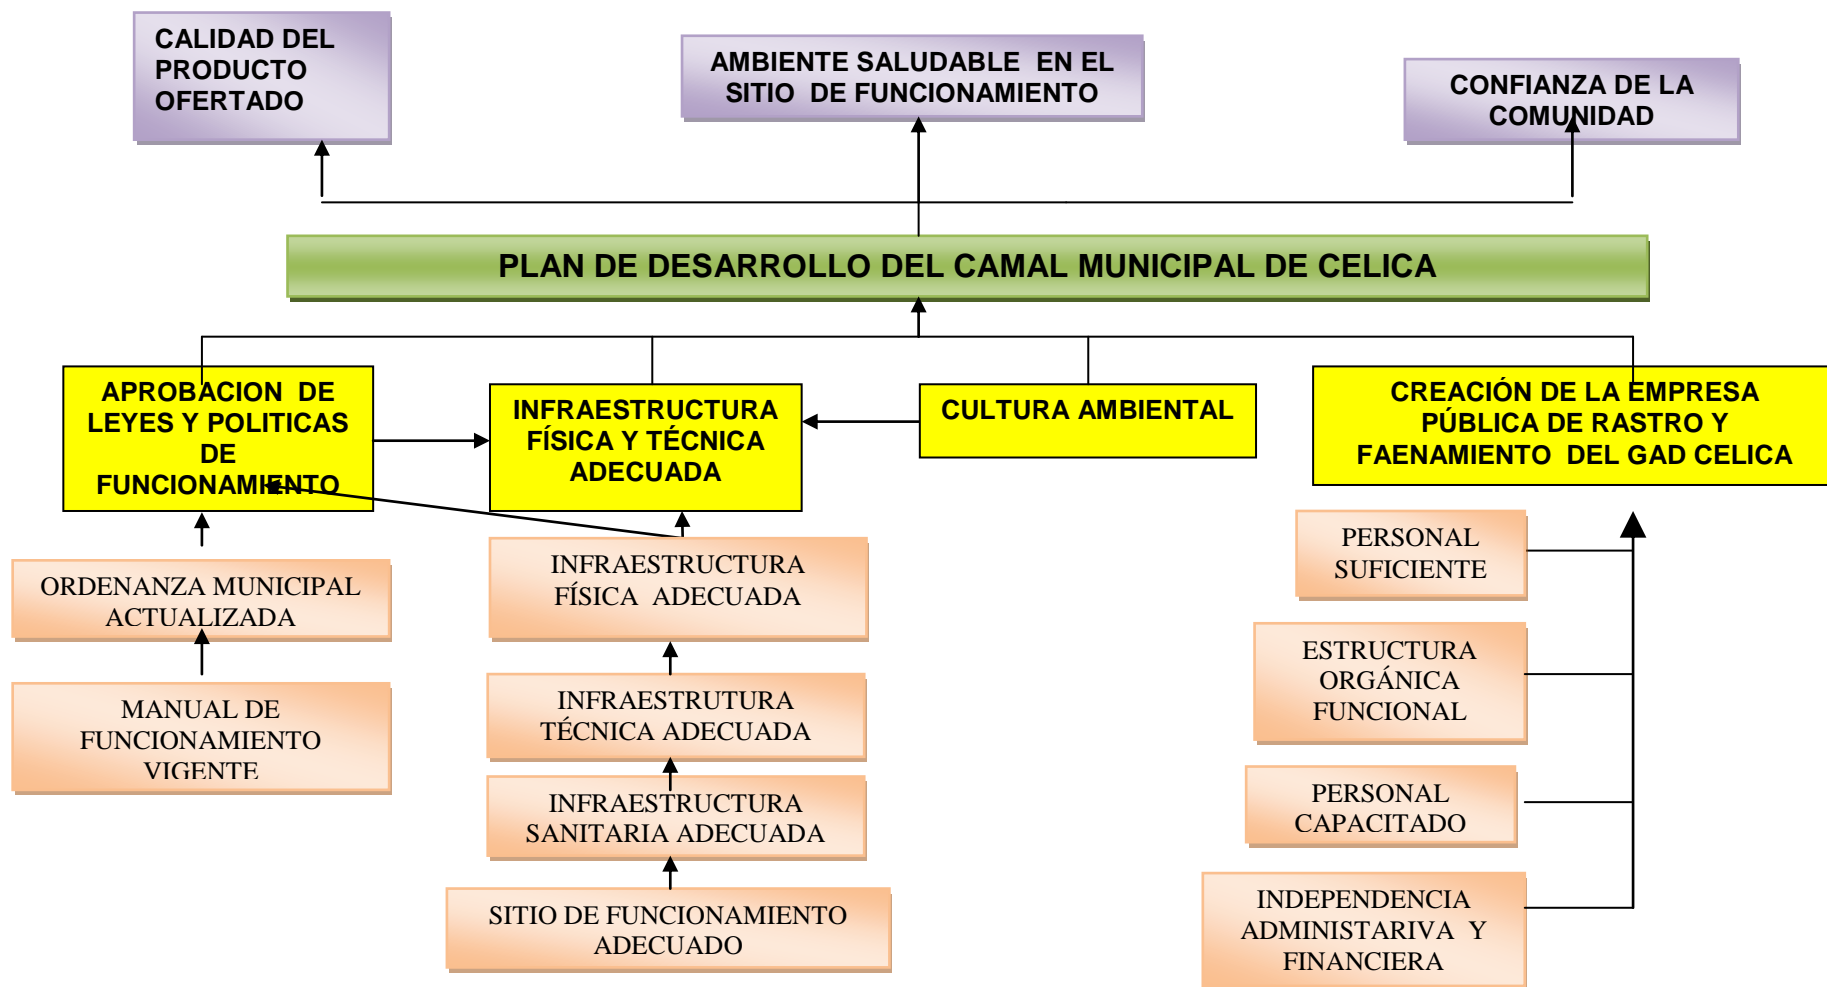 CALIDAD DEL
PRODUCTO
OFERTADO
AMBIENTE SALUDABLE EN EL
SITIO DE FUNCIONAMIENTO
CONFIANZA DE LA
COMUNIDAD
PLAN DE DESARROLLO DEL CAMAL MUNICIPAL DE CELICA
APROBACION DE
LEYES Y POLITICAS
DE
FUNCIONAMIENTO
INFRAESTRUCTURA
FÍSICA Y TÉCNICA
ADECUADA
CULTURA AMBIENTAL
CREACIÓN DE LA EMPRESA
PÚBLICA DE RASTRO Y
FAENAMIENTO DEL GAD CELICA
ORDENANZA MUNICIPAL
ACTUALIZADA
MANUAL DE
FUNCIONAMIENTO
VIGENTE
INFRAESTRUCTURA
FÍSICA ADECUADA
INFRAESTRUTURA
TÉCNICA ADECUADA
INFRAESTRUCTURA
SANITARIA ADECUADA
SITIO DE FUNCIONAMIENTO
ADECUADO
PERSONAL
SUFICIENTE
ESTRUCTURA
ORGÁNICA
FUNCIONAL
PERSONAL
CAPACITADO
INDEPENDENCIA
ADMINISTARIVA Y
FINANCIERA